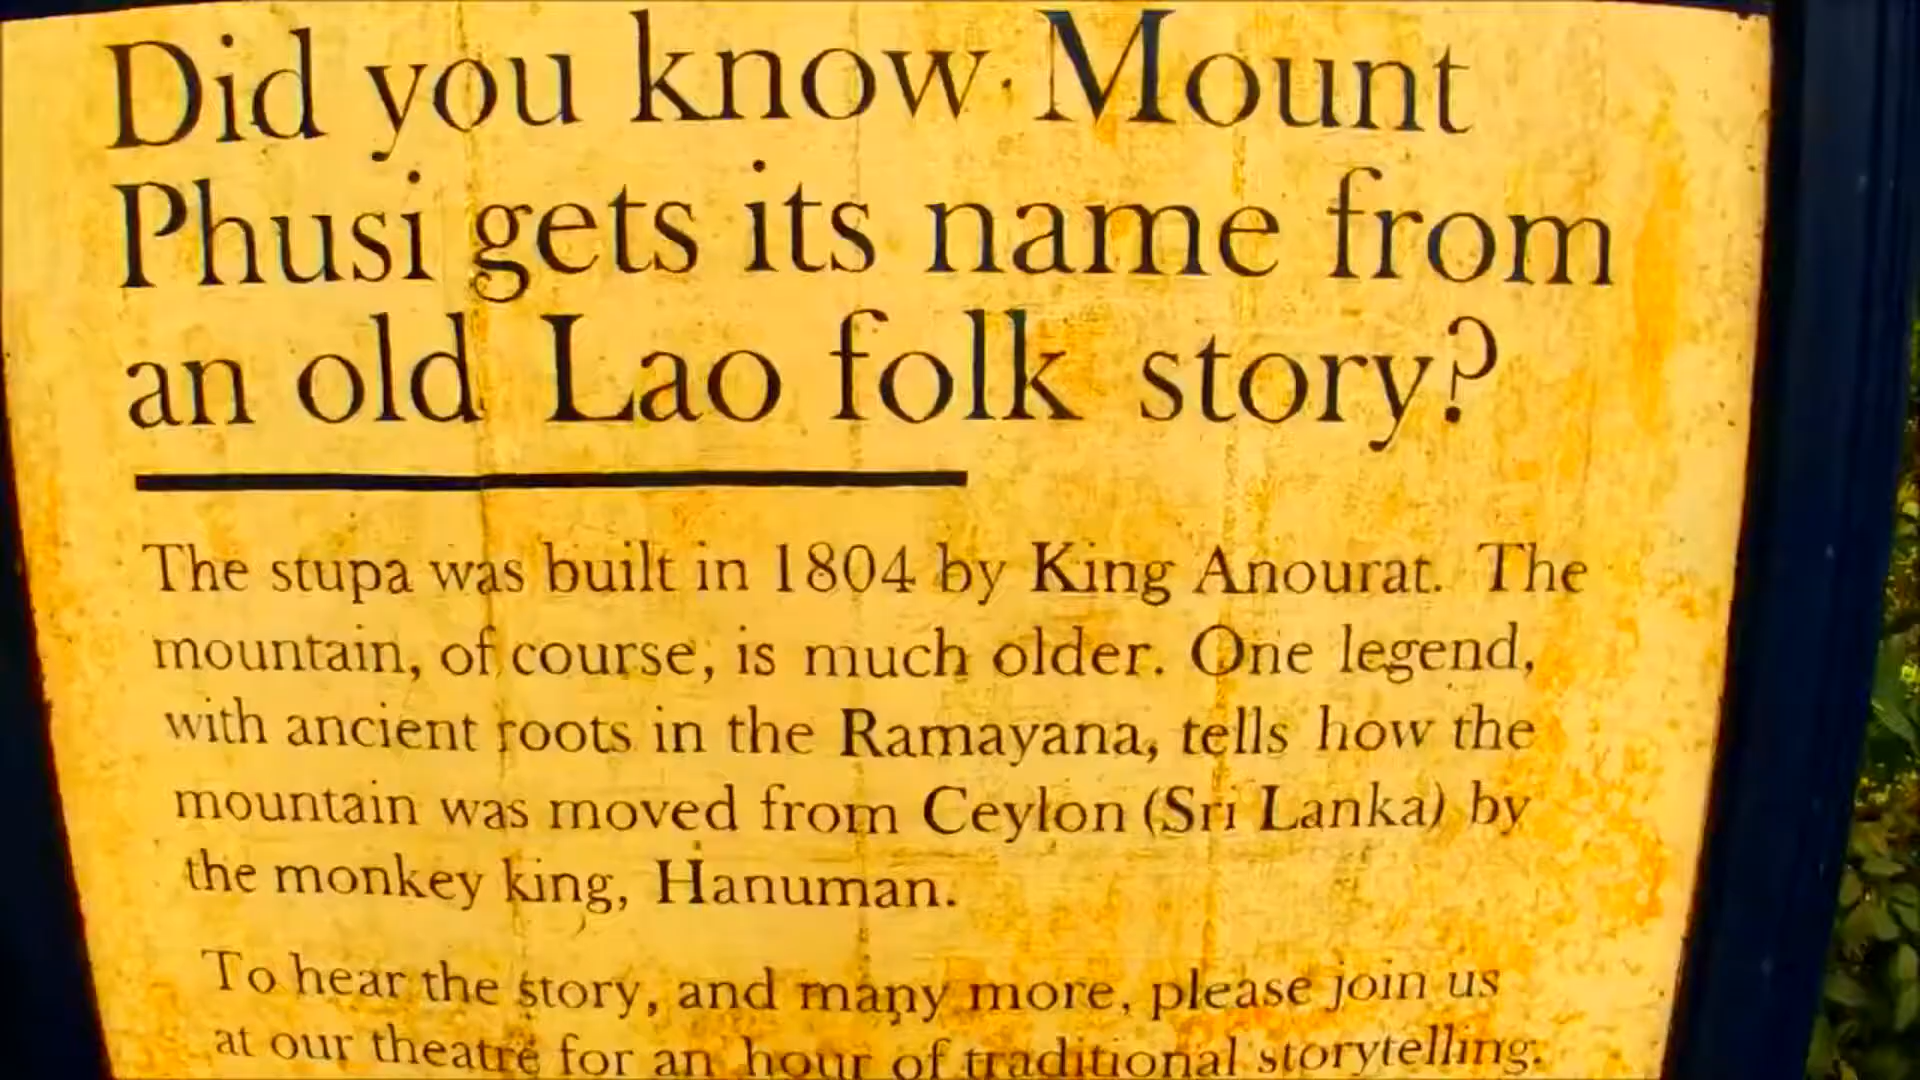 Did you know Mount
Phusi gets its name from
an old Lao folk story?
The stupa was built in 1804 by King Anourat. The
mountain, of course, is much older. One legend,
with ancient roots in the Ramayana, tells how the
mountain was moved from Ceylon (Sri Lanka) by
the monkey king, Hanuman.
To hear the story, and many more, please join us
at our theatre for an hour of traditional storytelling.